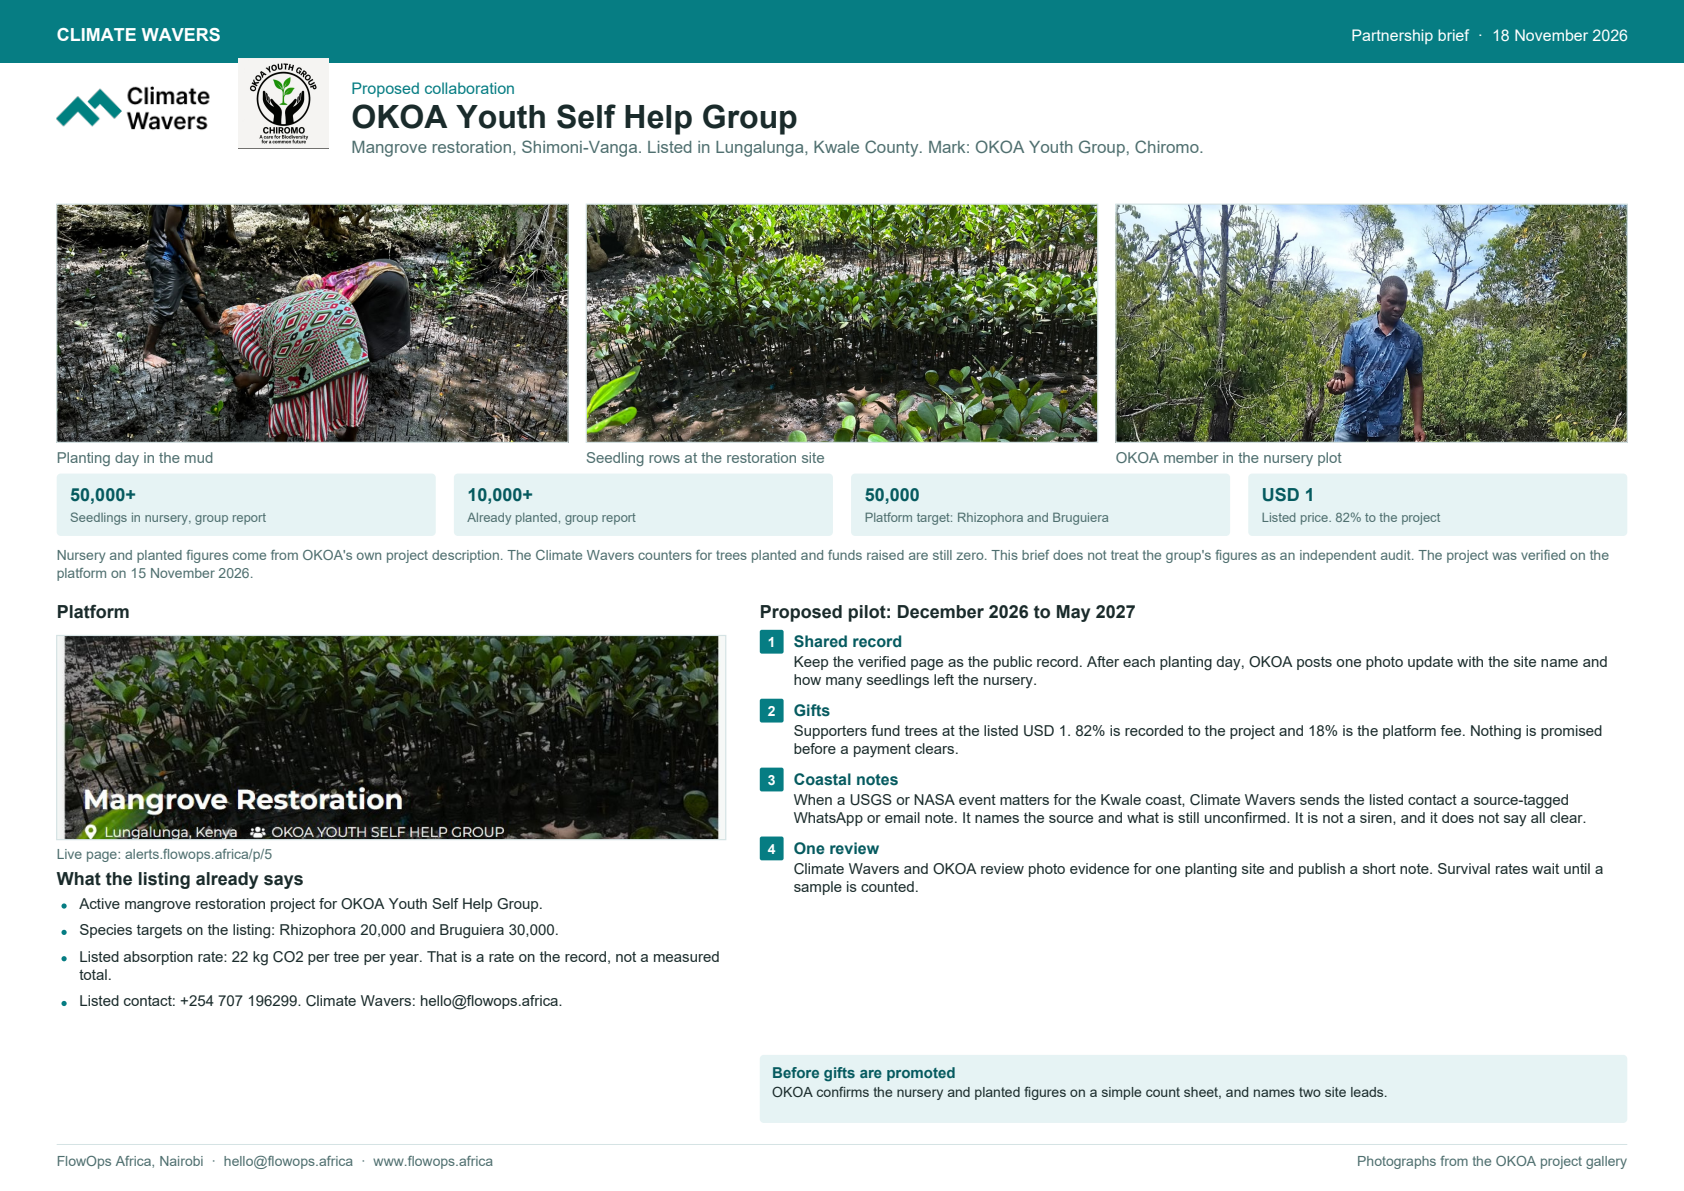 CLIMATE WAVERS
Partnership brief · 18 November 2026
Climate
Wavers
OKOA YOUTH GROUP
CHIROMO
A care for Biodiversity
for a common future
Proposed collaboration
OKOA Youth Self Help Group
Mangrove restoration, Shimoni-Vanga. Listed in Lungalunga, Kwale County. Mark: OKOA Youth Group, Chiromo.
Planting day in the mud
Seedling rows at the restoration site
OKOA member in the nursery plot
50,000+
Seedlings in nursery, group report
10,000+
Already planted, group report
50,000
Platform target: Rhizophora and Bruguiera
USD 1
Listed price. 82% to the project
Nursery and planted figures come from OKOA's own project description. The Climate Wavers counters for trees planted and funds raised are still zero. This brief does not treat the group's figures as an independent audit. The project was verified on the
platform on 15 November 2026.
Platform
Mangrove Restoration
Lungalunga, Kenya OKOA YOUTH SELF HELP GROUP
Live page: alerts.flowops.africa/p/5
What the listing already says
• Active mangrove restoration project for OKOA Youth Self Help Group.
• Species targets on the listing: Rhizophora 20,000 and Bruguiera 30,000.
• Listed absorption rate: 22 kg CO2 per tree per year. That is a rate on the record, not a measured
total.
• Listed contact: +254 707 196299. Climate Wavers: hello@flowops.africa.
Proposed pilot: December 2026 to May 2027
1 Shared record
Keep the verified page as the public record. After each planting day, OKOA posts one photo update with the site name and
how many seedlings left the nursery.
2 Gifts
Supporters fund trees at the listed USD 1. 82% is recorded to the project and 18% is the platform fee. Nothing is promised
before a payment clears.
3 Coastal notes
When a USGS or NASA event matters for the Kwale coast, Climate Wavers sends the listed contact a source-tagged
WhatsApp or email note. It names the source and what is still unconfirmed. It is not a siren, and it does not say all clear.
4 One review
Climate Wavers and OKOA review photo evidence for one planting site and publish a short note. Survival rates wait until a
sample is counted.
Before gifts are promoted
OKOA confirms the nursery and planted figures on a simple count sheet, and names two site leads.
FlowOps Africa, Nairobi · hello@flowops.africa · www.flowops.africa
Photographs from the OKOA project gallery